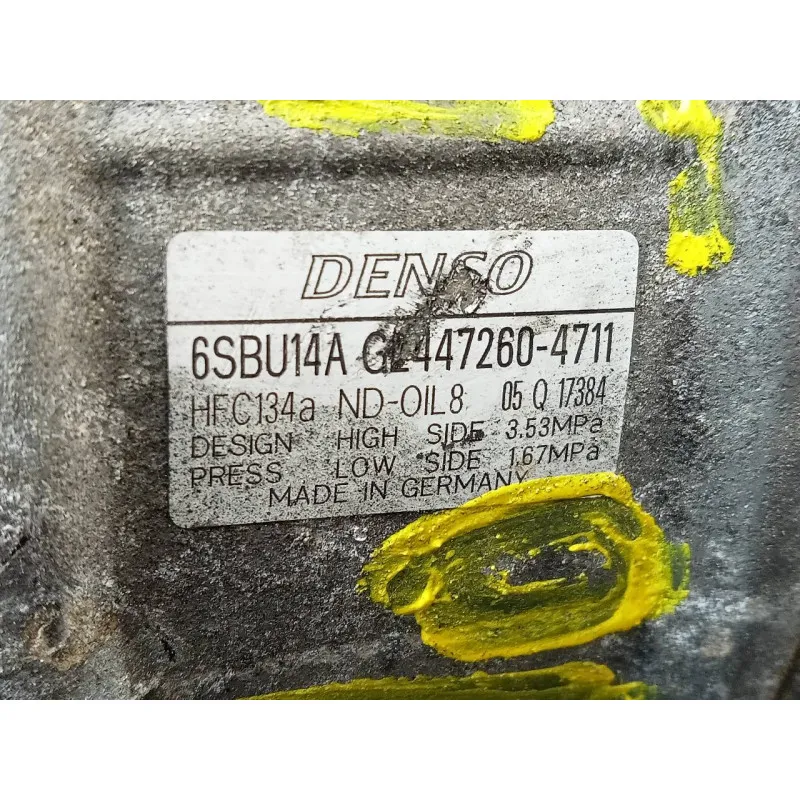 DENSO
6SBU14A GE447260-4711
HFC134a ND-OIL8 05 Q 17384
DESIGN HIGH SIDE 3.53MPa
PRESS LOW SIDE 1.67MPa
MADE IN GERMANY